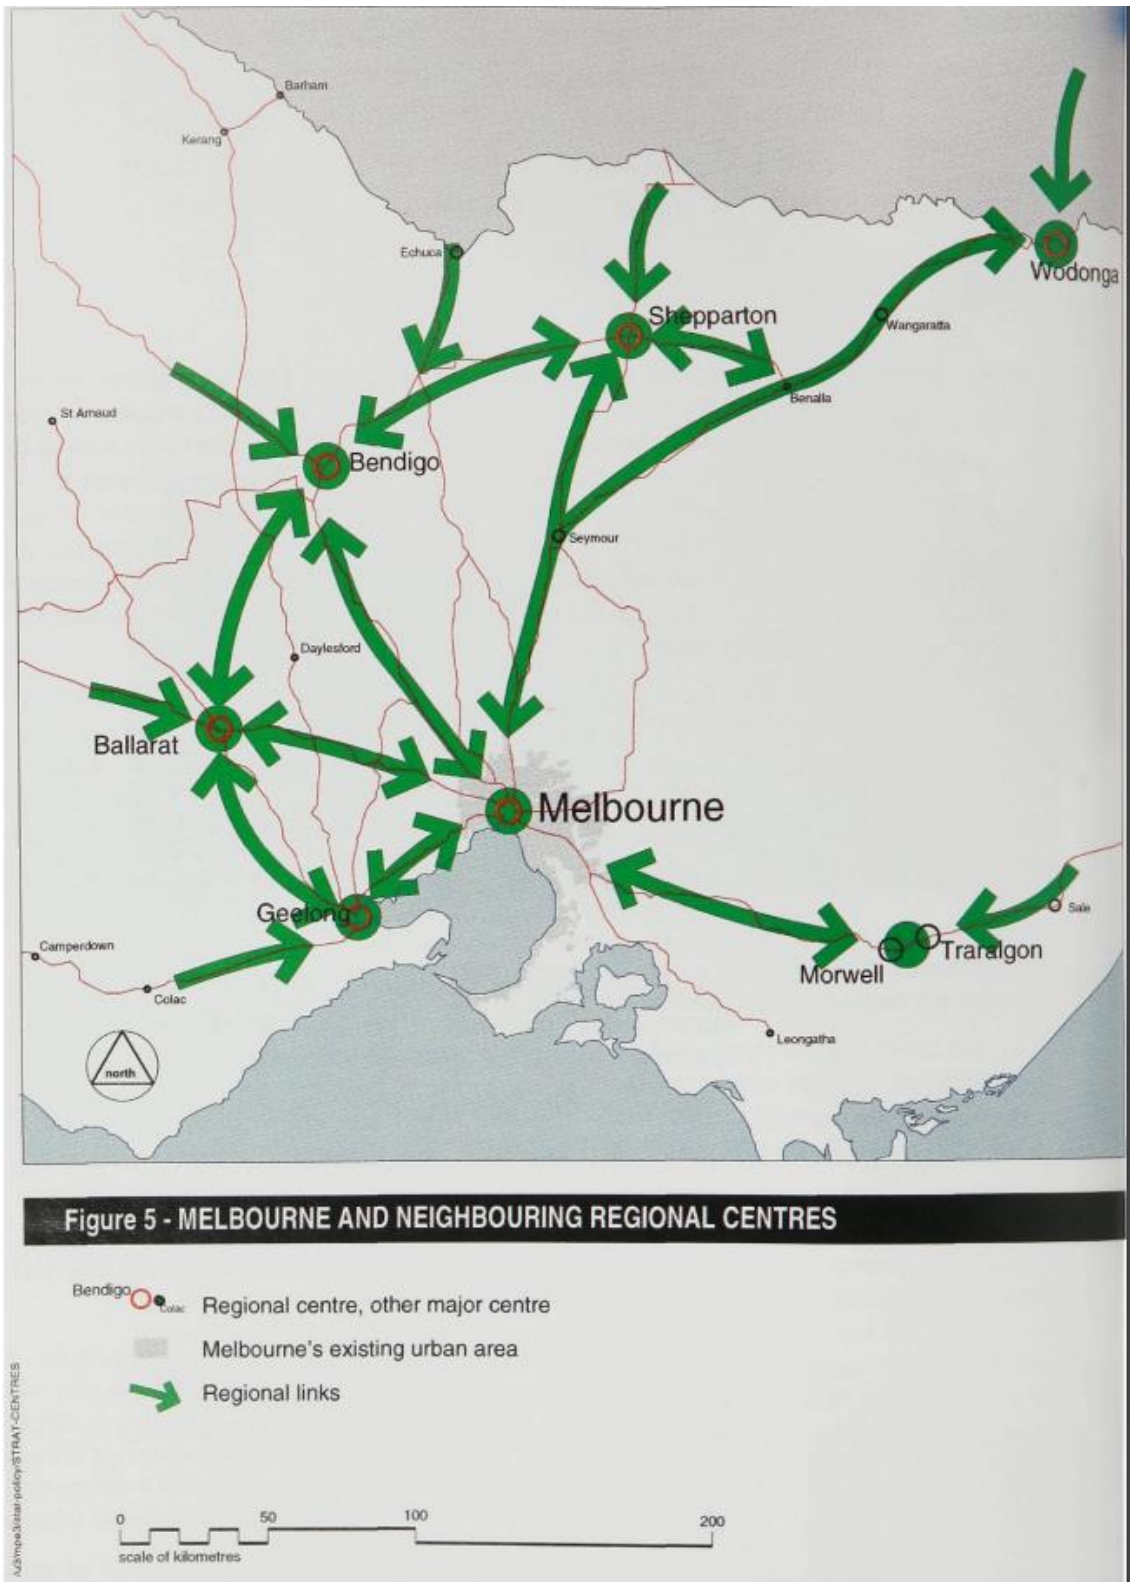 Barham
Kerang
Echuca
Wodonga
Shepparton
Wangaratta
Benalla
St Arnaud
Bendigo
Seymour
Daylesford
Ballarat
Melbourne
Geelong
Sale
Camperdown
Traralgon
Morwell
Colac
Leongatha
north
Figure 5 - MELBOURNE AND NEIGHBOURING REGIONAL CENTRES
Bendigo
Colac
Regional centre, other major centre
Melbourne's existing urban area
Regional links
0 50 100 200
scale of kilometres